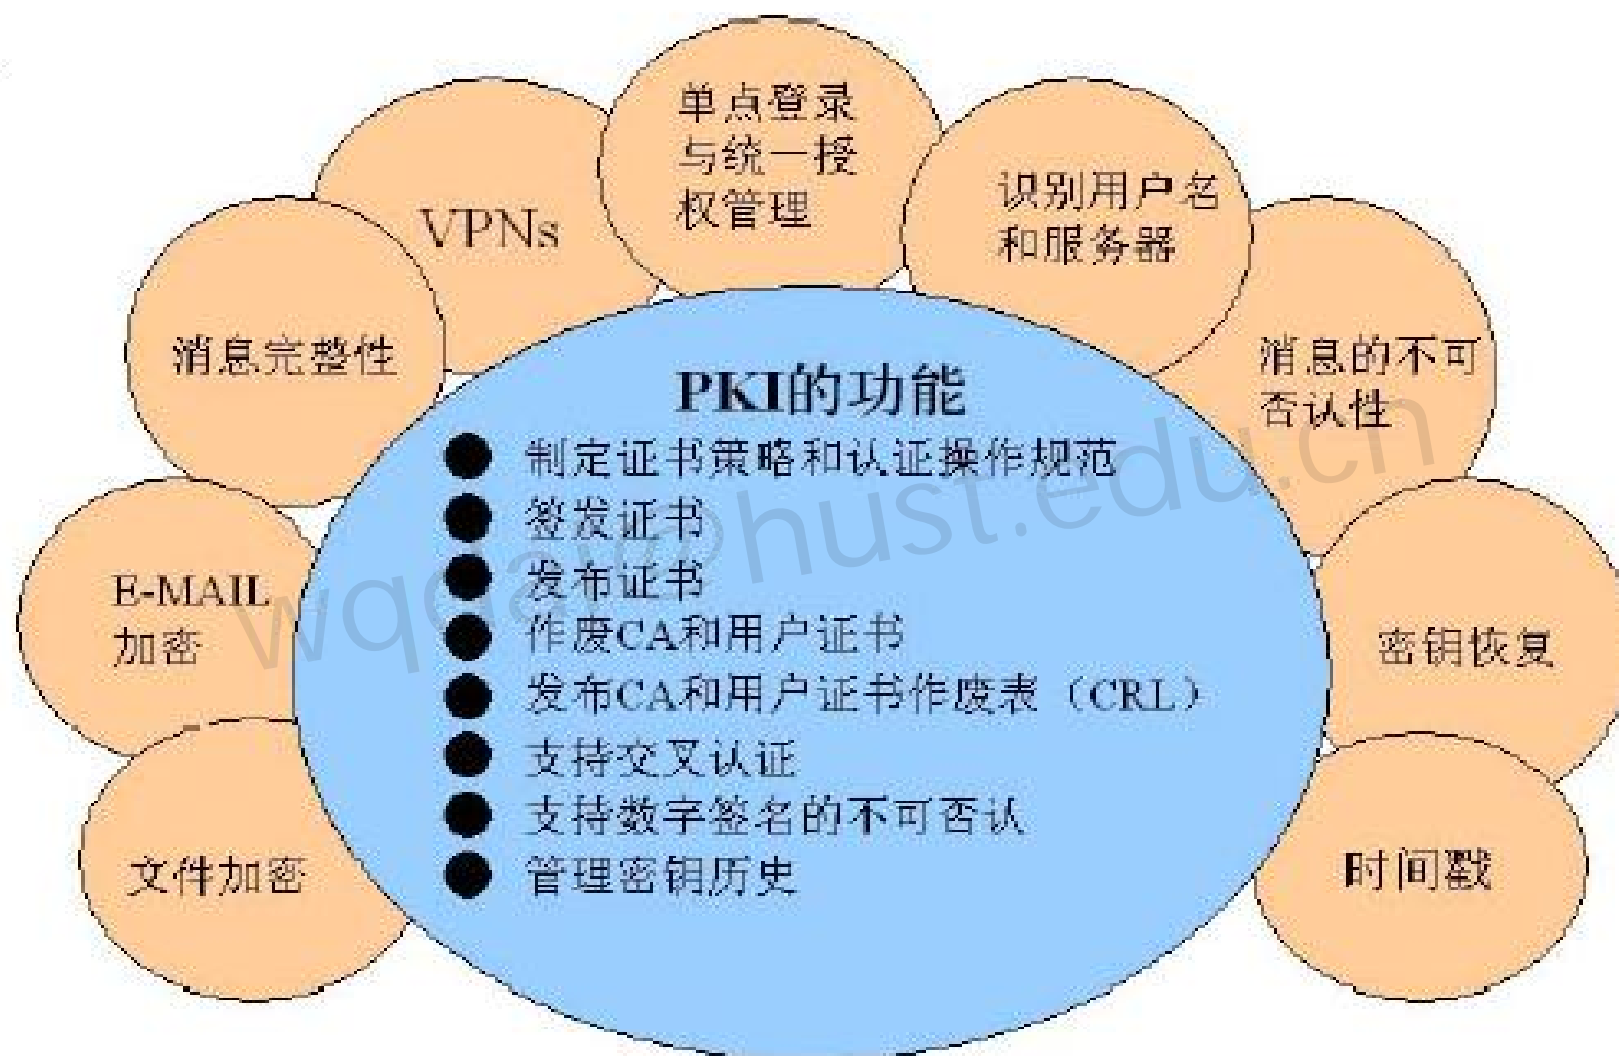 单点登录
与统一授
权管理
VPNs
识别用户名
和服务器
消息完整性
消息的不可
否认性
E-MAIL
加密
密钥恢复
文件加密
时间戳
PKI的功能
制定证书策略和认证操作规范
签发证书
发布证书
作废CA和用户证书
发布CA和用户证书作废表（CRL）
支持交叉认证
支持数字签名的不可否认
管理密钥历史